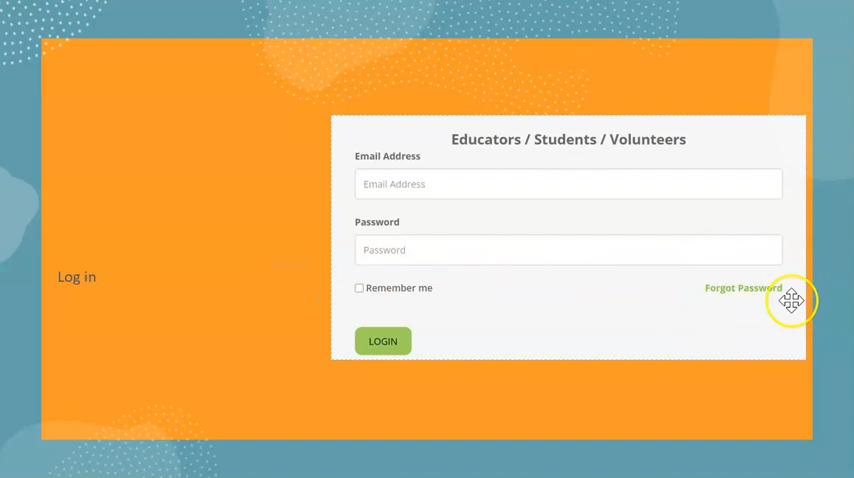 Log in
Educators / Students / Volunteers
Email Address
Email Address
Password
Password
Remember me
Forgot Password
LOGIN